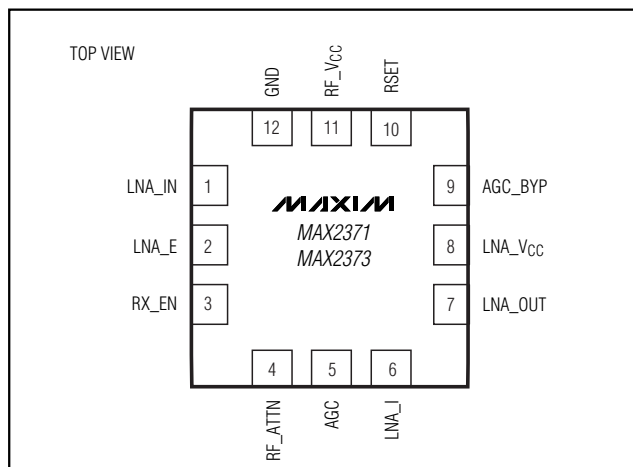 TOP VIEW
GND
RF_VCC
RSET
12
11
10
LNA_IN
1
9
AGC_BYP
MAXIM
MAX2371
MAX2373
LNA_E
2
8
LNA_VCC
RX_EN
3
7
LNA_OUT
4
5
6
RF_ATTN
AGC
LNA_I